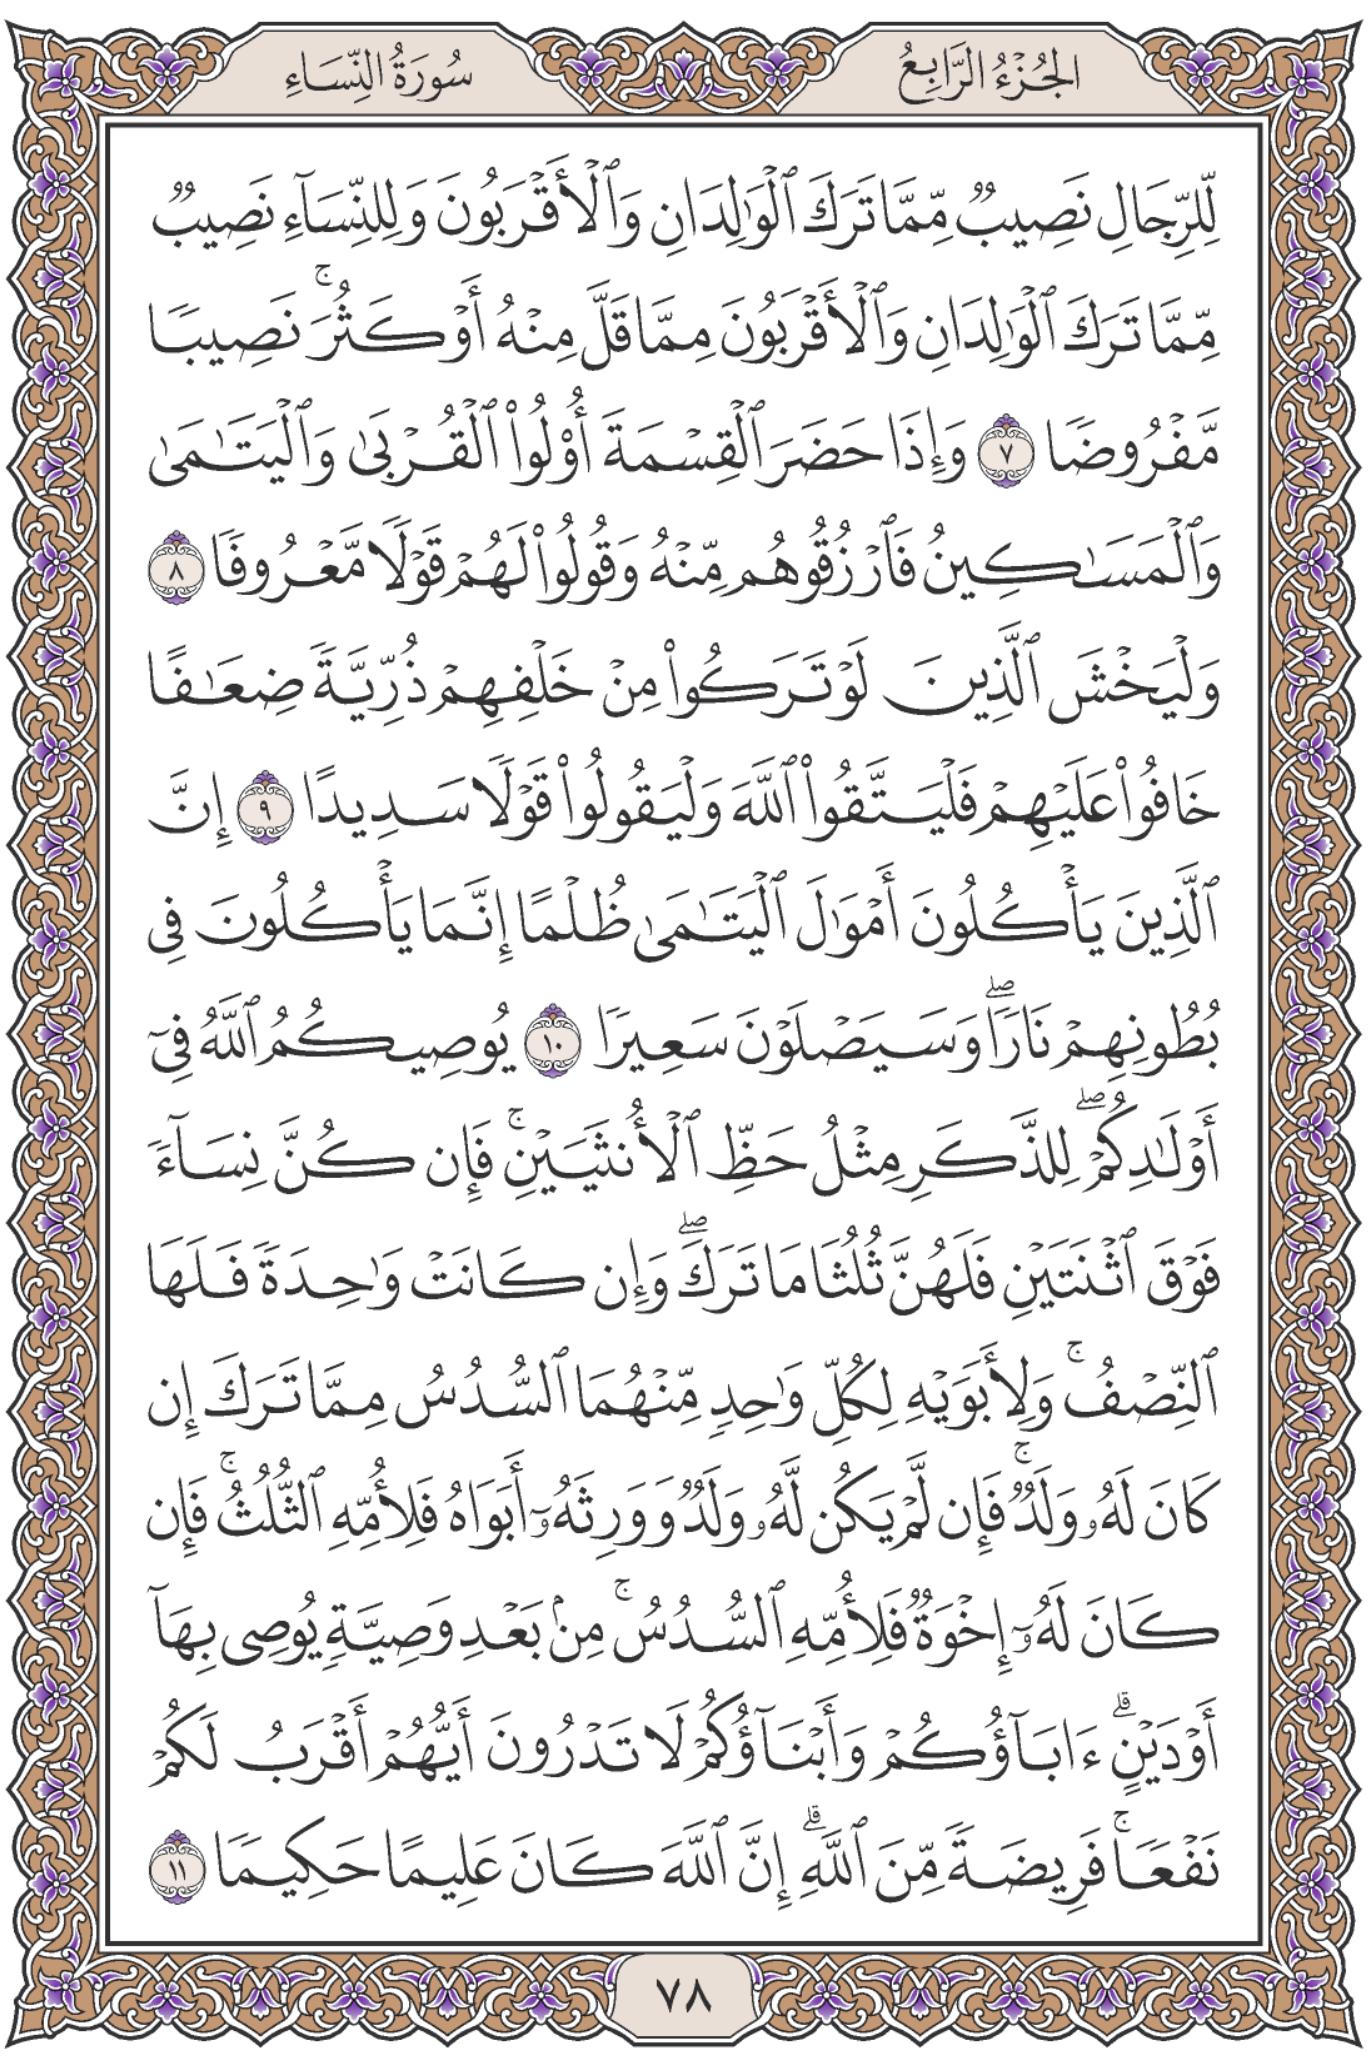 الجُزْءُ الرَّابِعُ
سُورَةُ النِّسَاءِ
لِّلرِّجَالِ نَصِيبٌ مِّمَّا تَرَكَ ٱلْوَٰلِدَانِ وَٱلْأَقْرَبُونَ وَلِلنِّسَآءِ نَصِيبٌ
مِّمَّا تَرَكَ ٱلْوَٰلِدَانِ وَٱلْأَقْرَبُونَ مِمَّا قَلَّ مِنْهُ أَوْ كَثُرَ ۚ نَصِيبًا
مَّفْرُوضًا ٧ وَإِذَا حَضَرَ ٱلْقِسْمَةَ أُو۟لُوا۟ ٱلْقُرْبَىٰ وَٱلْيَتَـٰمَىٰ
وَٱلْمَسَـٰكِينُ فَٱرْزُقُوهُم مِّنْهُ وَقُولُوا۟ لَهُمْ قَوْلًا مَّعْرُوفًا ٨
وَلْيَخْشَ ٱلَّذِينَ لَوْ تَرَكُوا۟ مِنْ خَلْفِهِمْ ذُرِّيَّةً ضِعَـٰفًا
خَافُوا۟ عَلَيْهِمْ فَلْيَتَّقُوا۟ ٱللَّهَ وَلْيَقُولُوا۟ قَوْلًا سَدِيدًا ٩ إِنَّ
ٱلَّذِينَ يَأْكُلُونَ أَمْوَٰلَ ٱلْيَتَـٰمَىٰ ظُلْمًا إِنَّمَا يَأْكُلُونَ فِى
بُطُونِهِمْ نَارًا ۖ وَسَيَصْلَوْنَ سَعِيرًا ١٠ يُوصِيكُمُ ٱللَّهُ فِىٓ
أَوْلَـٰدِكُمْ ۖ لِلذَّكَرِ مِثْلُ حَظِّ ٱلْأُنثَيَيْنِ ۚ فَإِن كُنَّ نِسَآءً
فَوْقَ ٱثْنَتَيْنِ فَلَهُنَّ ثُلُثَا مَا تَرَكَ ۖ وَإِن كَانَتْ وَٰحِدَةً فَلَهَا
ٱلنِّصْفُ ۚ وَلِأَبَوَيْهِ لِكُلِّ وَٰحِدٍ مِّنْهُمَا ٱلسُّدُسُ مِمَّا تَرَكَ إِن
كَانَ لَهُۥ وَلَدٌ ۚ فَإِن لَّمْ يَكُن لَّهُۥ وَلَدٌ وَوَرِثَهُۥٓ أَبَوَاهُ فَلِأُمِّهِ ٱلثُّلُثُ ۚ فَإِن
كَانَ لَهُۥٓ إِخْوَةٌ فَلِأُمِّهِ ٱلسُّدُسُ ۚ مِنۢ بَعْدِ وَصِيَّةٍ يُوصِى بِهَآ
أَوْ دَيْنٍ ۗ ءَابَآؤُكُمْ وَأَبْنَآؤُكُمْ لَا تَدْرُونَ أَيُّهُمْ أَقْرَبُ لَكُمْ
نَفْعًا ۚ فَرِيضَةً مِّنَ ٱللَّهِ ۗ إِنَّ ٱللَّهَ كَانَ عَلِيمًا حَكِيمًا ١١
٧٨